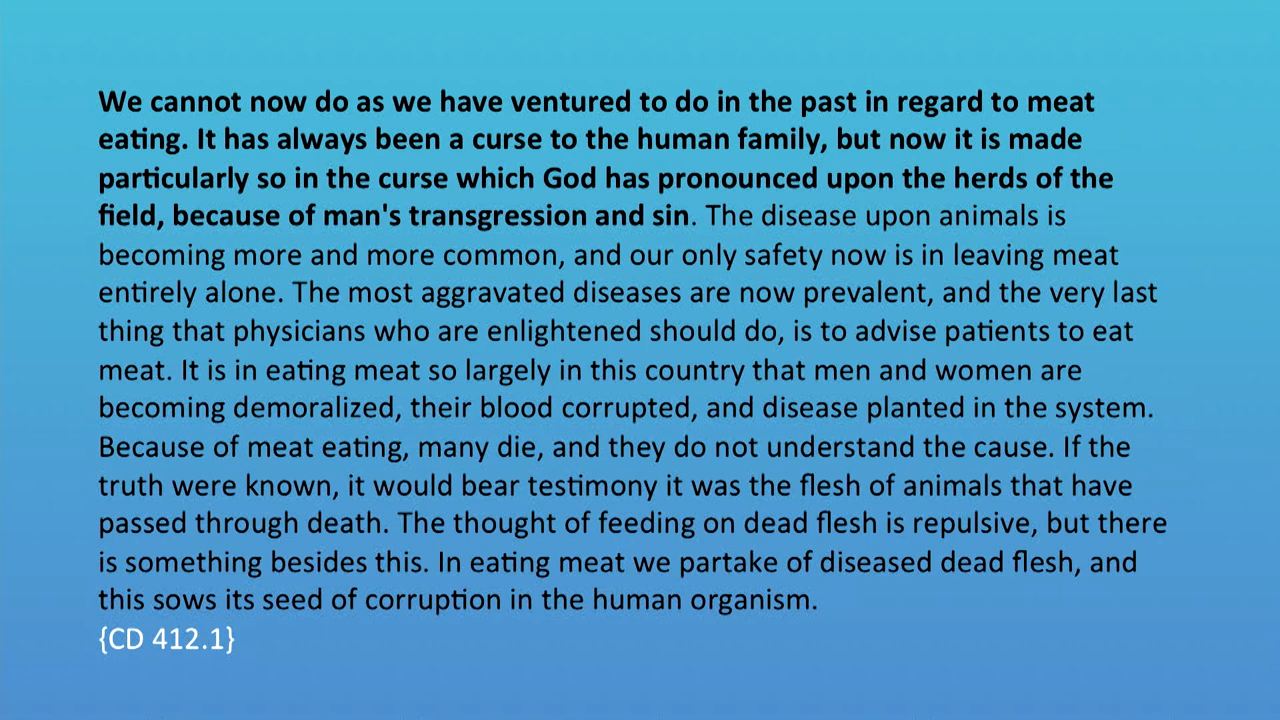 We cannot now do as we have ventured to do in the past in regard to meat
eating. It has always been a curse to the human family, but now it is made
particularly so in the curse which God has pronounced upon the herds of the
field, because of man's transgression and sin. The disease upon animals is
becoming more and more common, and our only safety now is in leaving meat
entirely alone. The most aggravated diseases are now prevalent, and the very last
thing that physicians who are enlightened should do, is to advise patients to eat
meat. It is in eating meat so largely in this country that men and women are
becoming demoralized, their blood corrupted, and disease planted in the system.
Because of meat eating, many die, and they do not understand the cause. If the
truth were known, it would bear testimony it was the flesh of animals that have
passed through death. The thought of feeding on dead flesh is repulsive, but there
is something besides this. In eating meat we partake of diseased dead flesh, and
this sows its seed of corruption in the human organism.
{CD 412.1}